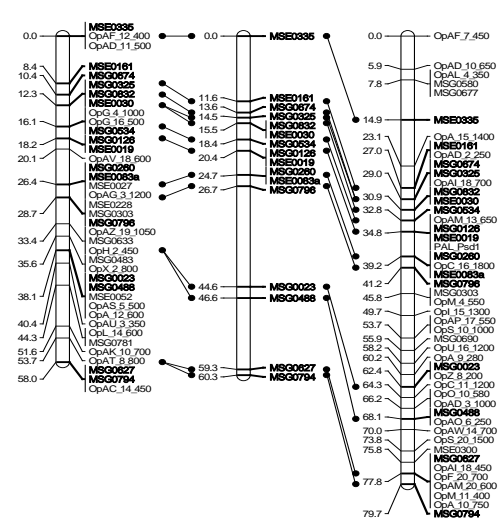 0.0
MSE0335
OpAF_12_400
OpAD_11_500
8.4
MSE0161
10.4
MSG0674
MSG0325
12.3
MSG0832
MSE0030
OpG_4_1000
16.1
OpG_16_500
MSG0534
18.2
MSG0126
MSE0019
20.1
OpAV_18_600
MSG0260
MSE0083a
26.4
MSE0027
OpAG_3_1200
MSE0228
28.7
MSG0303
MSG0796
OpAZ_19_1050
33.4
MSG0633
OpH_2_450
35.6
MSG0483
OpX_2_800
MSG0023
MSG0488
38.1
MSE0052
OpAS_5_500
OpA_12_600
40.4
OpAU_3_350
OpL_14_600
44.3
MSG0781
51.6
OpAK_10_700
53.7
OpAT_8_800
MSG0627
58.0
MSG0794
OpAC_14_450
0.0
MSE0335
11.6
MSE0161
13.6
MSG0674
14.5
MSG0325
MSG0832
15.5
MSE0030
18.4
MSG0534
MSG0126
20.4
MSE0019
24.7
MSG0260
MSE0083a
26.7
MSG0796
44.6
MSG0023
46.6
MSG0488
59.3
MSG0627
60.3
MSG0794
0.0
OpAF_7_450
5.9
OpAD_10_650
OpAL_4_350
7.8
MSG0580
MSG0677
14.9
MSE0335
23.1
OpA_15_1400
MSE0161
27.0
OpAD_2_250
MSG0674
29.0
MSG0325
OpAI_18_700
MSG0832
30.9
MSE0030
32.8
MSG0534
OpAM_13_650
34.8
MSG0126
MSE0019
PAL_Psd1
MSG0260
39.2
OpC_16_1800
MSE0083a
41.2
MSG0796
MSG0303
45.8
OpM_4_550
49.7
OpI_15_1300
OpAP_17_550
53.7
OpS_10_1000
55.9
MSG0690
58.2
OpU_16_1200
60.2
OpA_9_280
MSG0023
62.4
OpZ_8_200
64.3
OpC_11_1200
OpO_10_580
66.2
OpAD_3_1000
MSG0488
68.1
OpAO_6_250
70.0
OpAW_14_700
73.8
OpS_20_1500
75.8
MSE0300
MSG0627
OpAI_18_450
77.8
OpF_20_700
OpAM_20_600
OpM_11_400
OpA_10_750
79.7
MSG0794